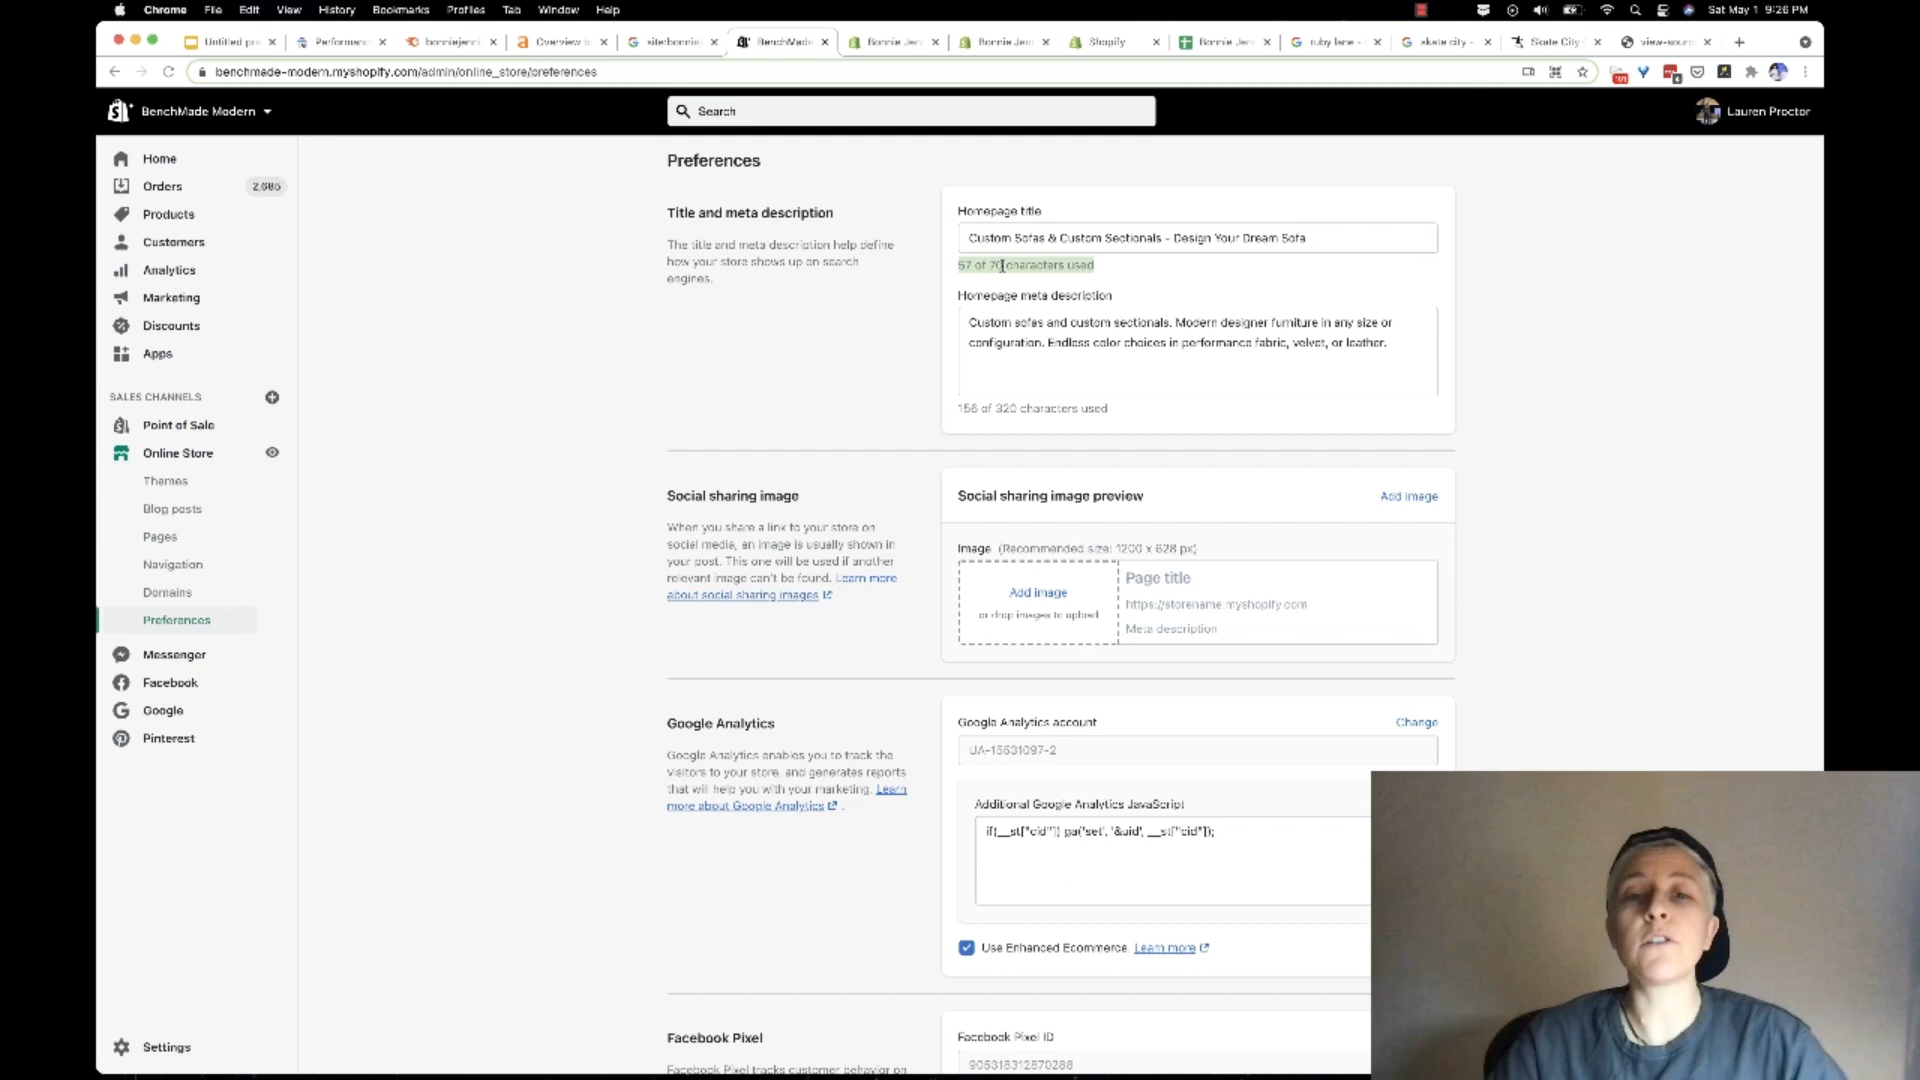 Chrome File Edit View History Bookmarks Profiles Tab Window Help Sat May 1 9:26 PM
Untitled pre Performanc bonniejenni Overview siter:bonnie BenchMade Bonnie Jen Bonnie Jen Shopify Bonnie Jen ruby lane - skate city - Skate City view-sourc
benchmade-modern.myshopify.com/admin/online_store/preferences
BenchMade Modern
Search
Lauren Proctor
Home
Orders 2,685
Products
Customers
Analytics
Marketing
Discounts
Apps
SALES CHANNELS
Point of Sale
Online Store
Themes
Blog posts
Pages
Navigation
Domains
Preferences
Messenger
Facebook
Google
Pinterest
Settings
Preferences
Title and meta description
The title and meta description help define
how your store shows up on search
engines.
Homepage title
Custom Sofas & Custom Sectionals - Design Your Dream Sofa
57 of 70 characters used
Homepage meta description
Custom sofas and custom sectionals. Modern designer furniture in any size or
configuration. Endless color choices in performance fabric, velvet, or leather.
156 of 320 characters used
Social sharing image
When you share a link to your store on
social media, an image is usually shown in
your post. This one will be used if another
relevant image can't be found. Learn more
about social sharing images
Social sharing image preview
Add image
Image (Recommended size: 1200 x 628 px)
Add image
or drop images to upload
Page title
https://storename.myshopify.com
Meta description
Google Analytics
Google Analytics enables you to track the
visitors to your store, and generates reports
that will help you with your marketing. Learn
more about Google Analytics .
Google Analytics account
Change
UA-15531097-2
Additional Google Analytics JavaScript
if(__st["cid"]) ga('set', '&uid', __st["cid"]);
Use Enhanced Ecommerce. Learn more
Facebook Pixel
Facebook Pixel tracks customer behavior on
Facebook Pixel ID
905318312870288